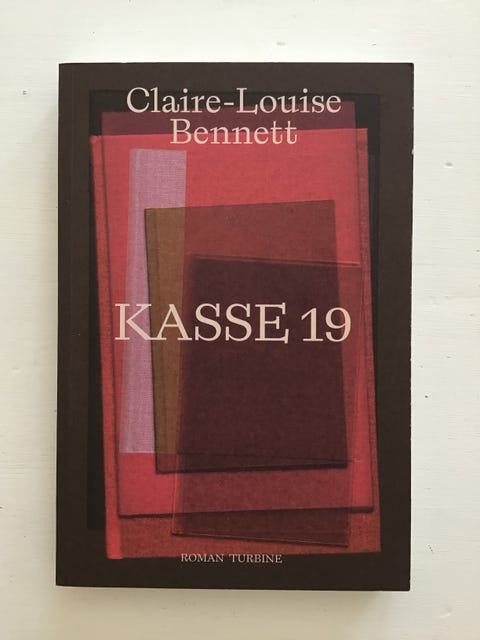 Claire-Louise
Bennett
KASSE 19
ROMAN TURBINE